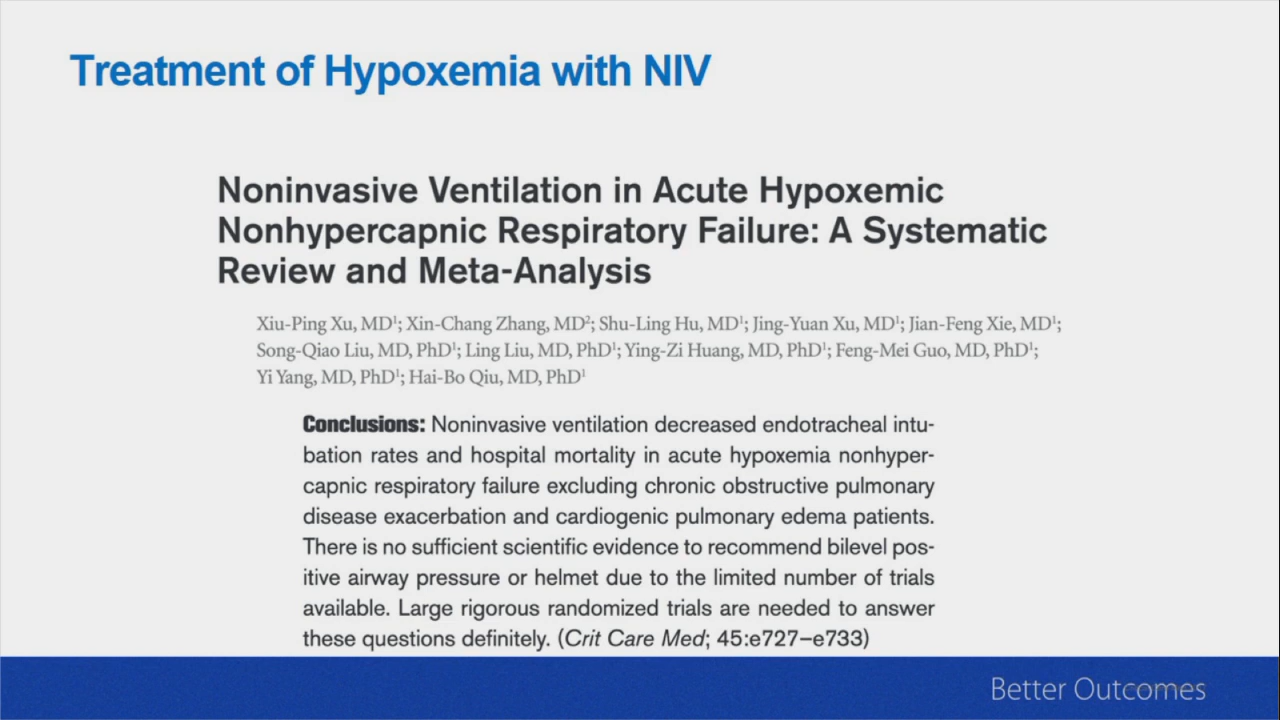 Treatment of Hypoxemia with NIV
Noninvasive Ventilation in Acute Hypoxemic
Nonhypercapnic Respiratory Failure: A Systematic
Review and Meta-Analysis
Xiu-Ping Xu, MD¹; Xin-Chang Zhang, MD²; Shu-Ling Hu, MD¹; Jing-Yuan Xu, MD¹; Jian-Feng Xie, MD¹;
Song-Qiao Liu, MD, PhD¹; Ling Liu, MD, PhD¹; Ying-Zi Huang, MD, PhD¹; Feng-Mei Guo, MD, PhD¹;
Yi Yang, MD, PhD¹; Hai-Bo Qiu, MD, PhD¹
Conclusions: Noninvasive ventilation decreased endotracheal intu-
bation rates and hospital mortality in acute hypoxemia nonhyper-
capnic respiratory failure excluding chronic obstructive pulmonary
disease exacerbation and cardiogenic pulmonary edema patients.
There is no sufficient scientific evidence to recommend bilevel pos-
itive airway pressure or helmet due to the limited number of trials
available. Large rigorous randomized trials are needed to answer
these questions definitely. (Crit Care Med; 45:e727–e733)
Better Outcomes